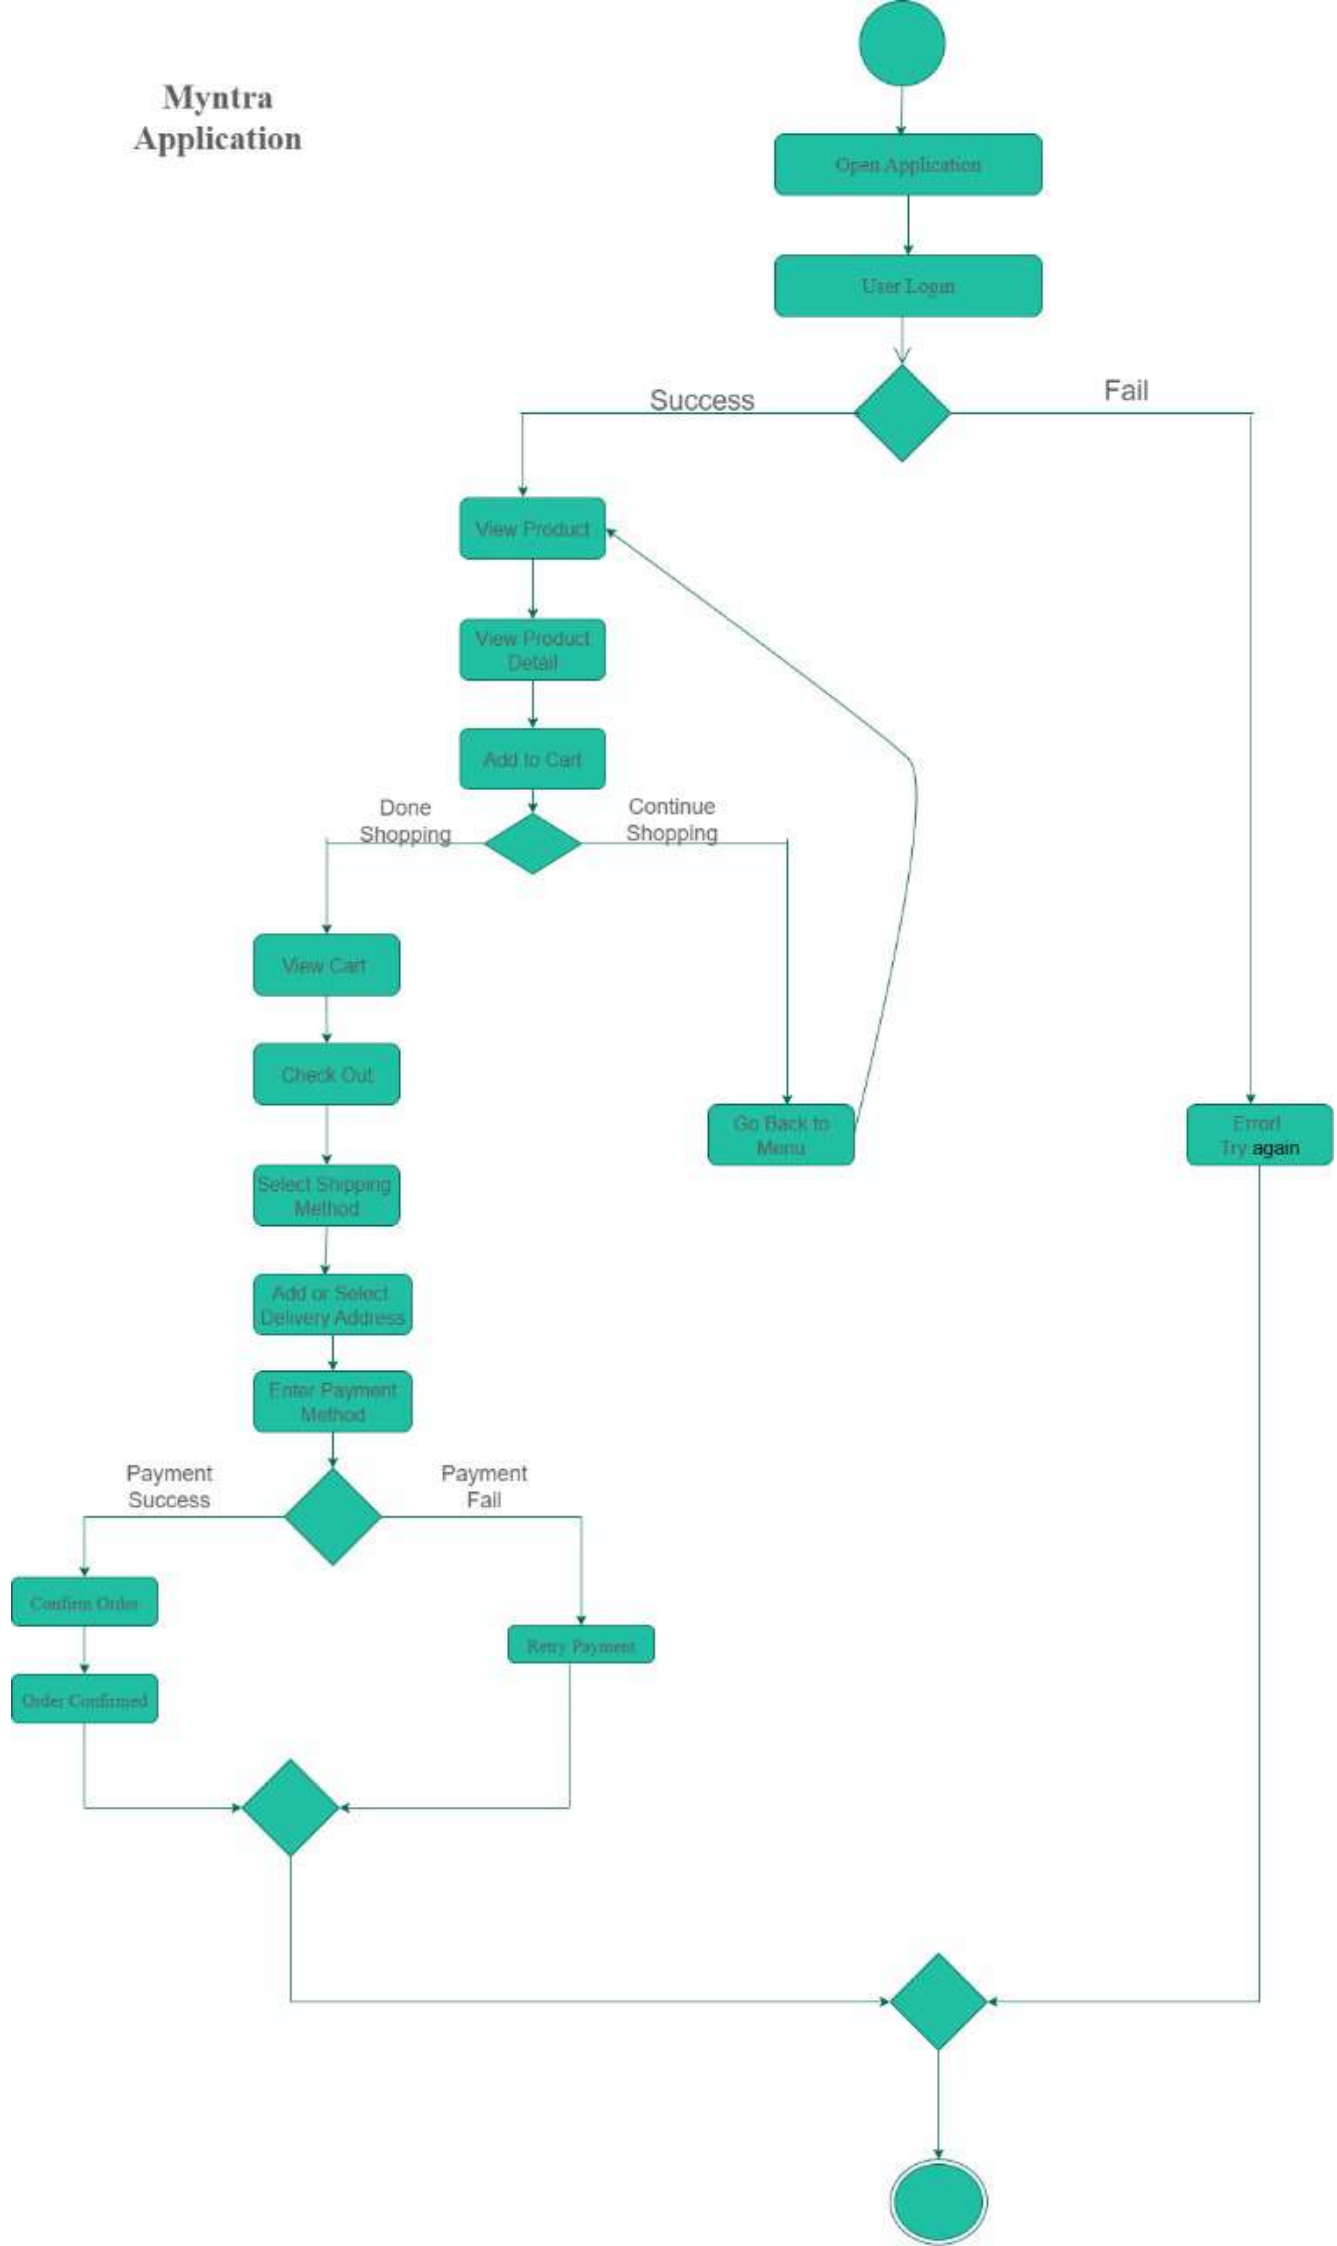 Myntra
Application
Open Application
User Login
Success
Fail
View Product
View Product
Detail
Add to Cart
Done
Shopping
Continue
Shopping
View Cart
Check Out
Go Back to
Menu
Error!
Try again
Select Shipping
Method
Add or Select
Delivery Address
Enter Payment
Method
Payment
Success
Payment
Fail
Confirm Order
Retry Payment
Order Confirmed